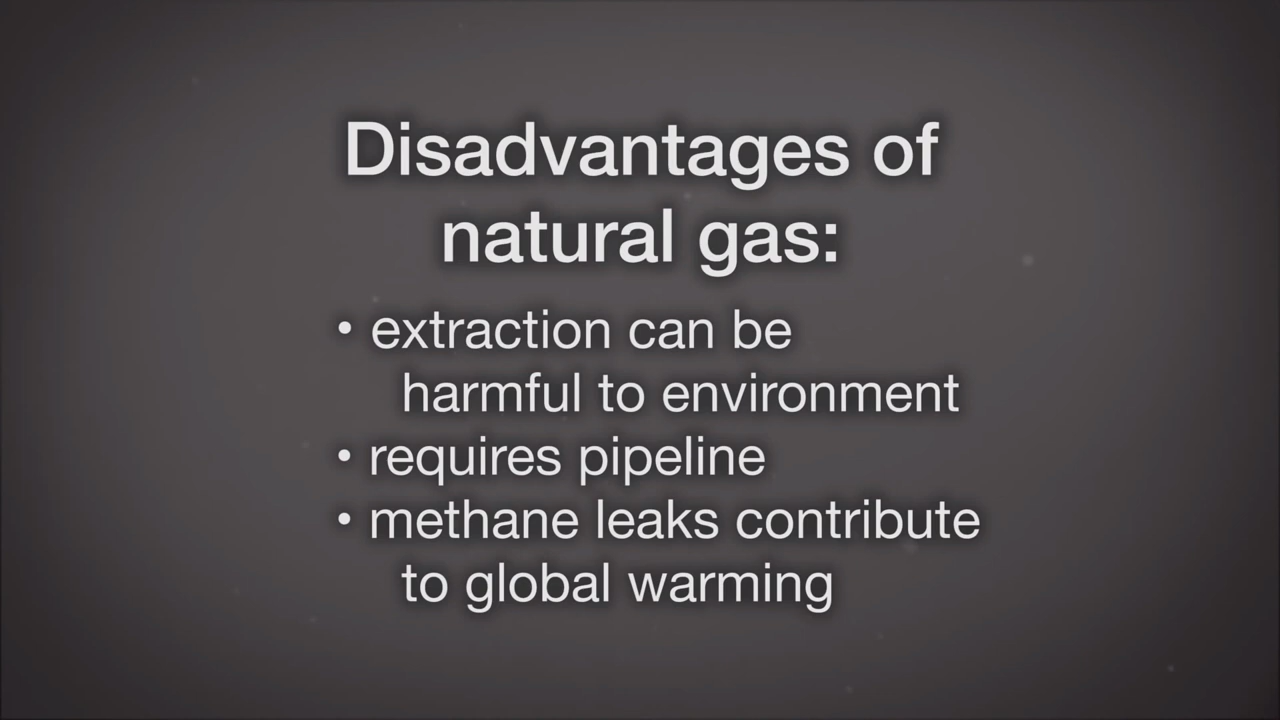 Disadvantages of
natural gas:
• extraction can be
harmful to environment
• requires pipeline
• methane leaks contribute
to global warming